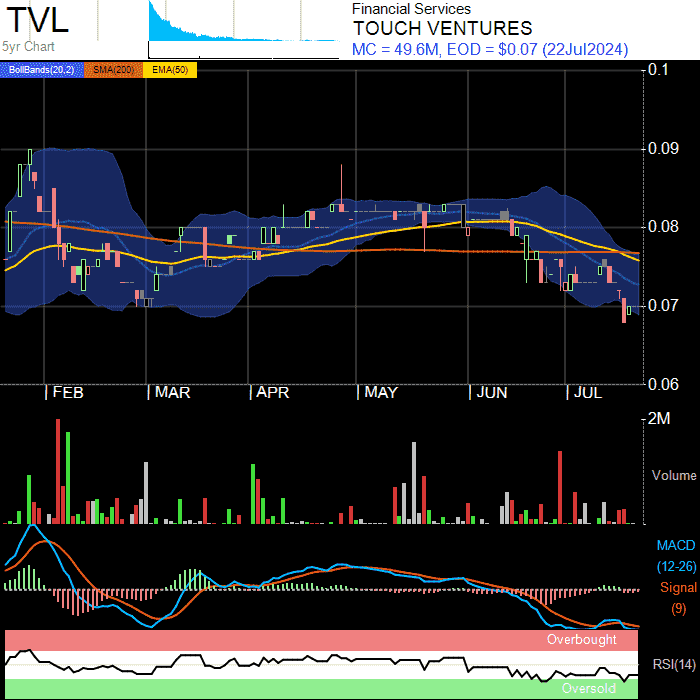 TVL
5yr Chart
Financial Services
TOUCH VENTURES
MC = 49.6M, EOD = $0.07 (22Jul2024)
BollBands(20,2) SMA(200) EMA(50)
0.1
0.09
0.08
0.07
0.06
FEB MAR APR MAY JUN JUL
2M
Volume
MACD
(12-26)
Signal
(9)
Overbought
RSI(14)
Oversold